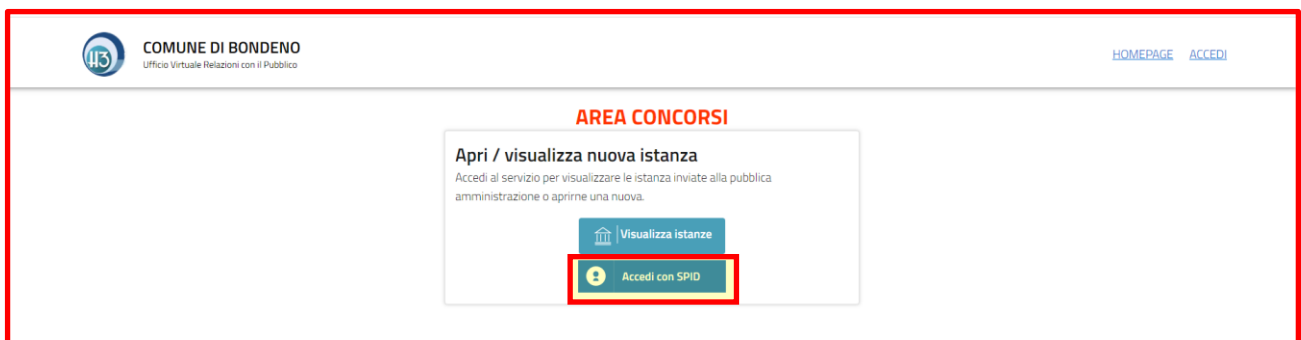 H3
COMUNE DI BONDENO
Ufficio Virtuale Relazioni con il Pubblico
HOMEPAGE ACCEDI
AREA CONCORSI
Apri / visualizza nuova istanza
Accedi al servizio per visualizzare le istanza inviate alla pubblica
amministrazione o aprirne una nuova.
Visualizza istanze
Accedi con SPID